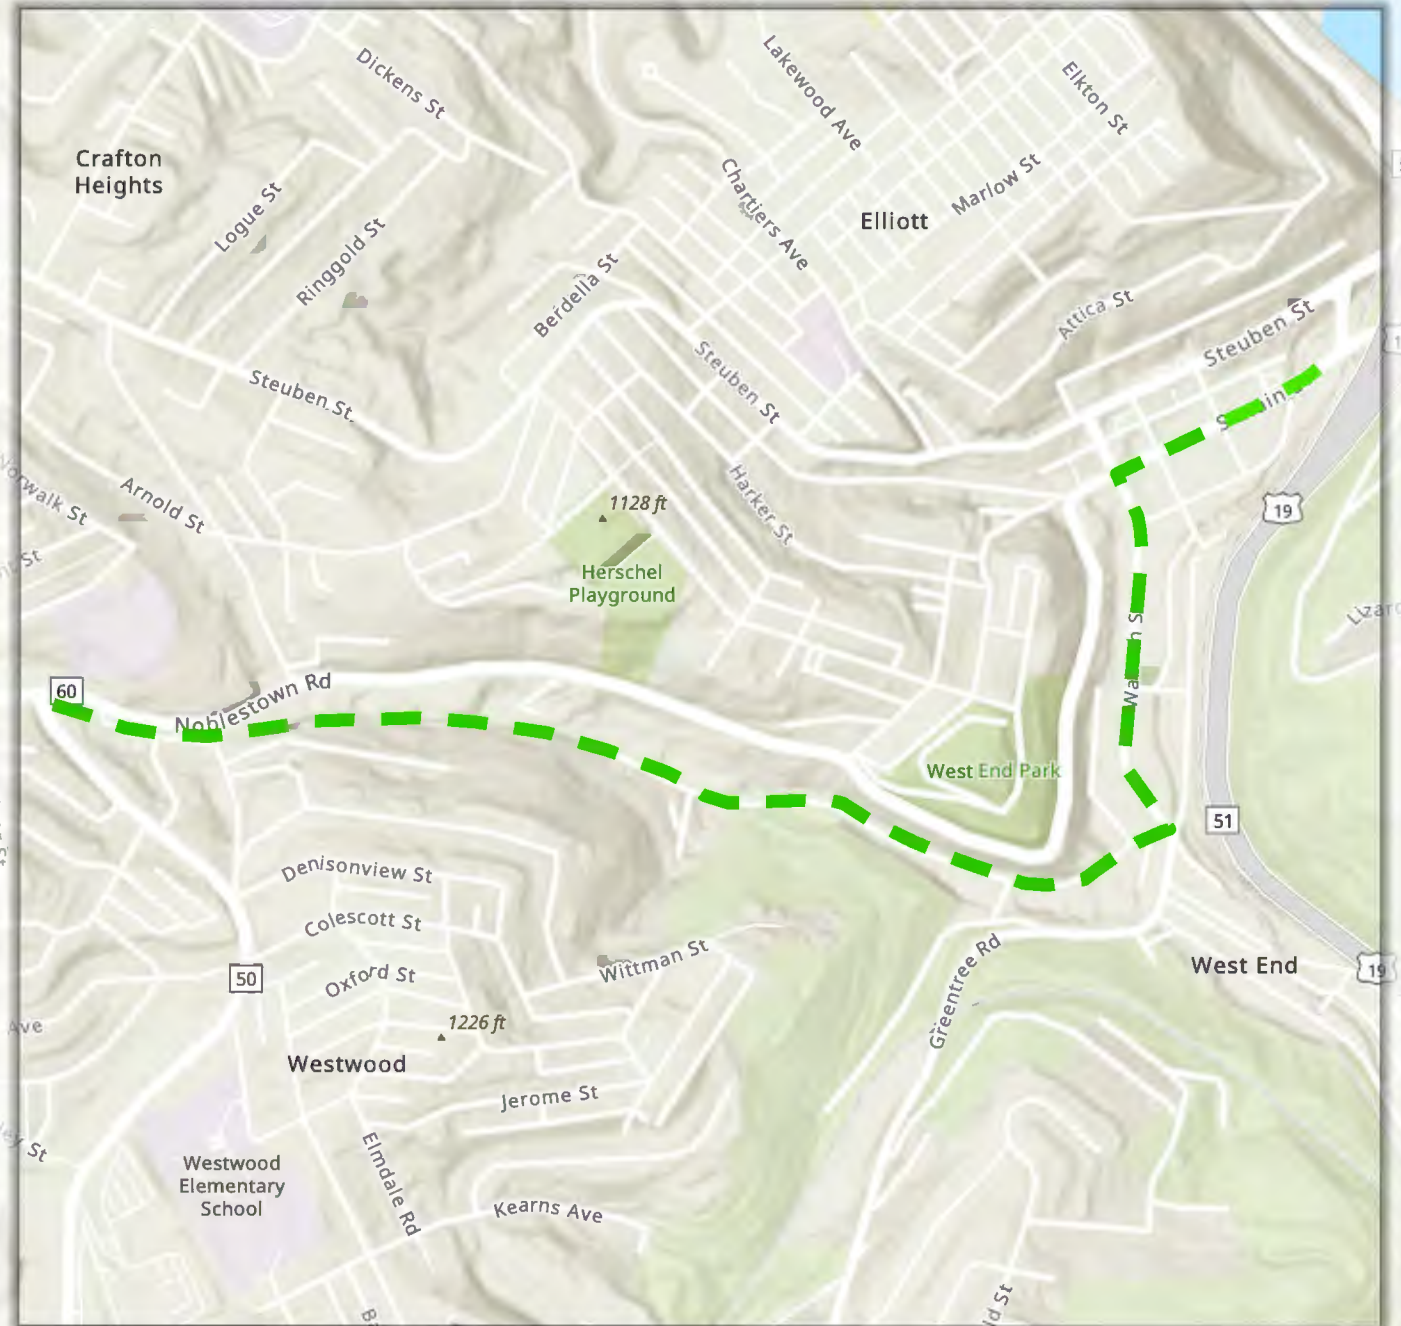 Dickens St
Lakewood Ave
Elkton St
Crafton
Heights
Logue St
Ringgold St
Chartiers Ave
Marlow St
Elliott
Berdella St
Attica St
Steuben St
Steuben St
Steuben St
Norwalk St
Arnold St
Harker St
1128 ft
19
Herschel
Playground
60
Noblestown Rd
West End Park
51
Denisonview St
Colescott St
Oxford St
Wittman St
Greentree Rd
West End
19
50
Ave
1226 ft
Westwood
Jerome St
Westwood
Elementary
School
Elmdale Rd
Kearns Ave